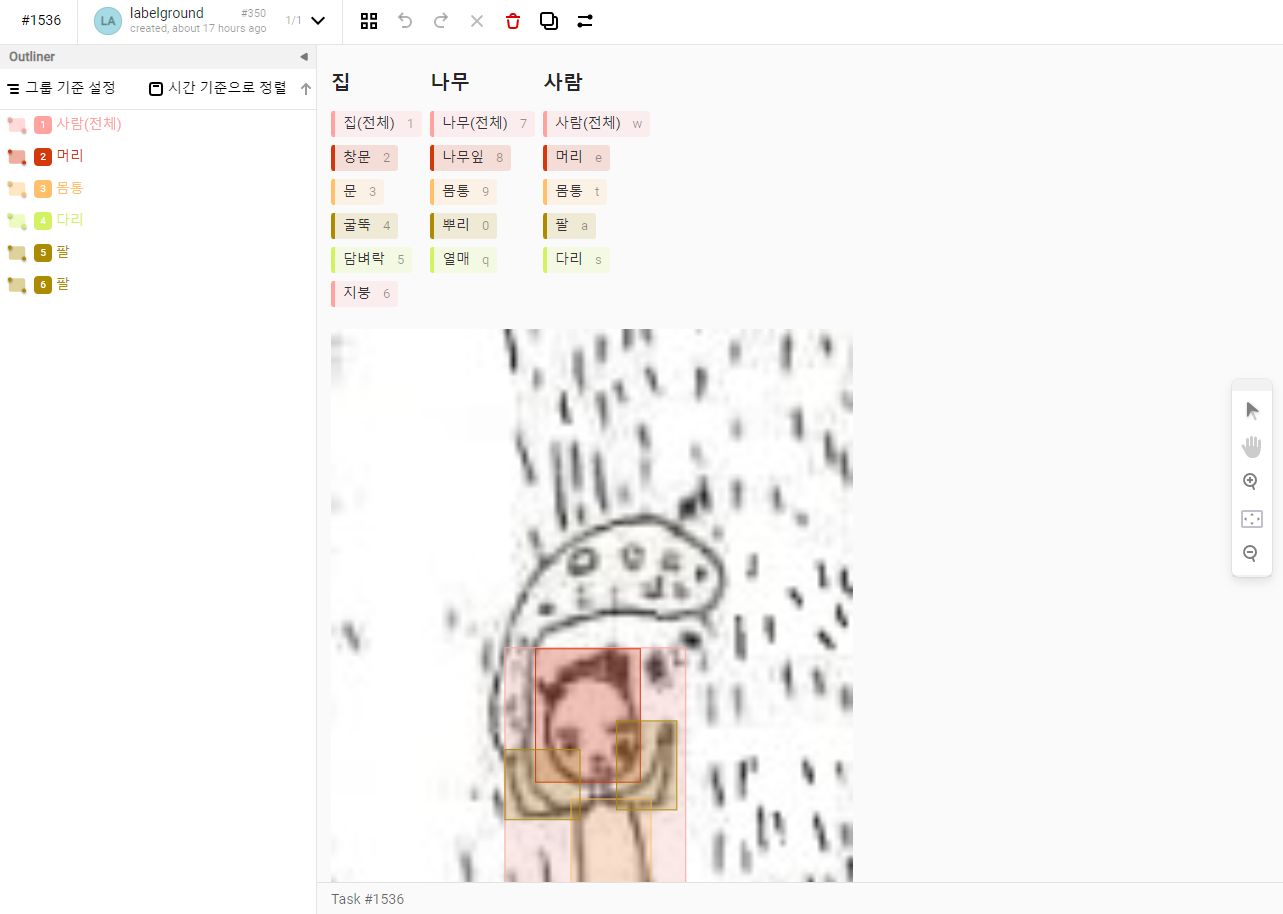 #1536
LA
labelground #350
created, about 17 hours ago
1/1
Outliner
그룹 기준 설정
시간 기준으로 정렬
1 사람(전체)
2 머리
3 몸통
4 다리
5 팔
6 팔
집 나무 사람
집(전체) 1 나무(전체) 7 사람(전체) w
창문 2 나무잎 8 머리 e
문 3 몸통 9 몸통 t
굴뚝 4 뿌리 0 팔 a
담벼락 5 열매 q 다리 s
지붕 6
Task #1536